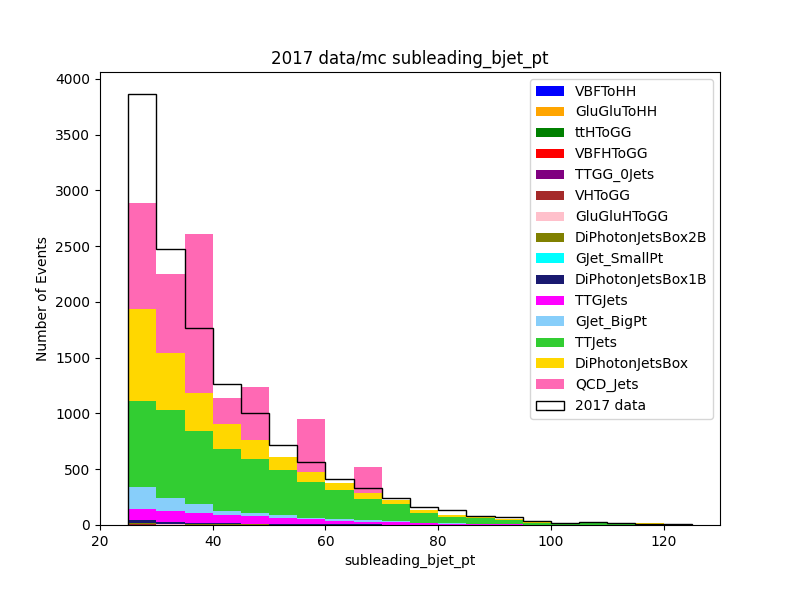 2017 data/mc subleading_bjet_pt
4000
3500
3000
2500
2000
1500
1000
500
0
Number of Events
20
40
60
80
100
120
subleading_bjet_pt
VBFToHH
GluGluToHH
ttHToGG
VBFHToGG
TTGG_0Jets
VHToGG
GluGluHToGG
DiPhotonJetsBox2B
GJet_SmallPt
DiPhotonJetsBox1B
TTGJets
GJet_BigPt
TTJets
DiPhotonJetsBox
QCD_Jets
2017 data